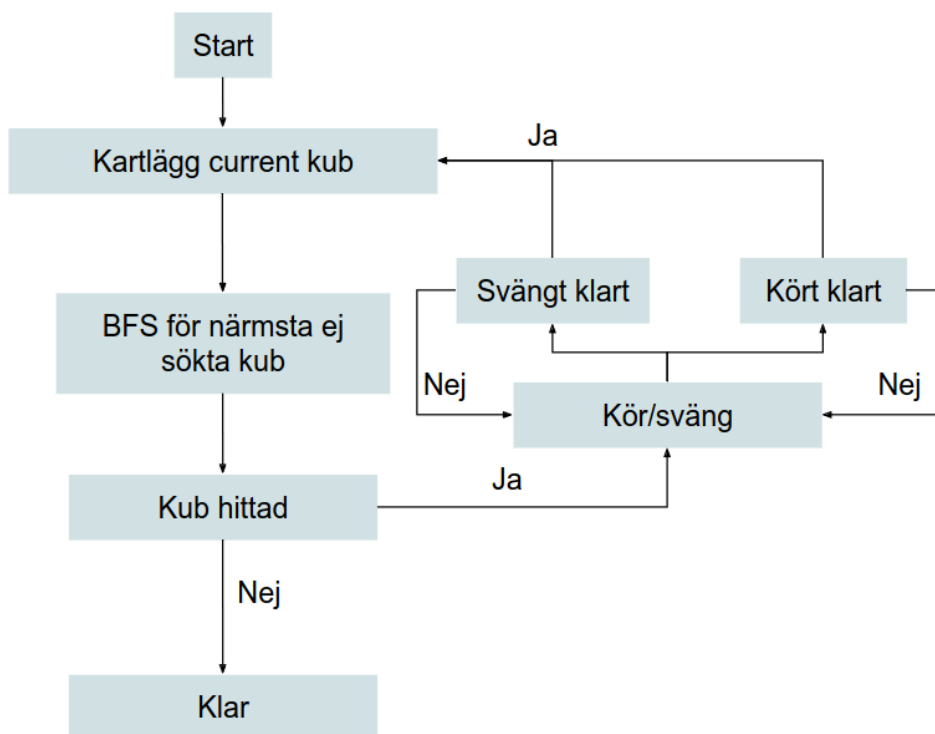 Start
Kartlägg current kub
Ja
Svängt klart
Kört klart
BFS för närmsta ej
sökta kub
Nej
Nej
Kör/sväng
Kub hittad
Ja
Nej
Klar